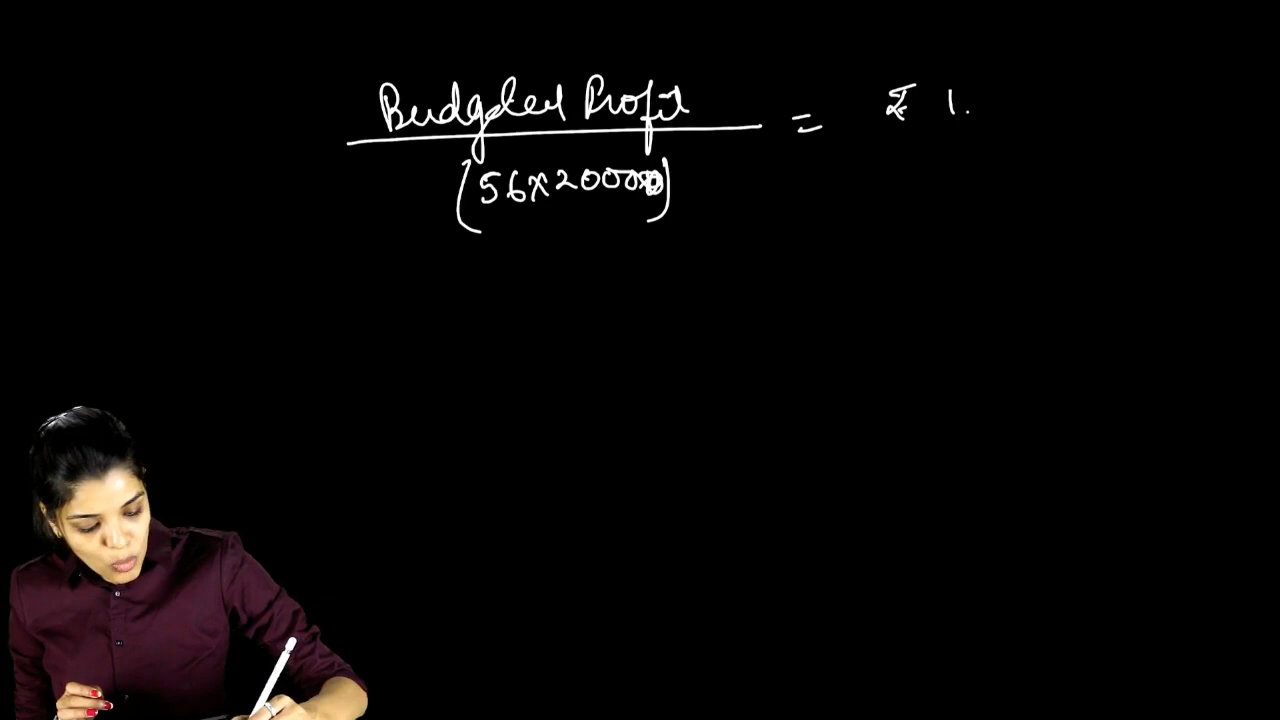 Budgeted Profit = ₹ 1.
(56x20000)